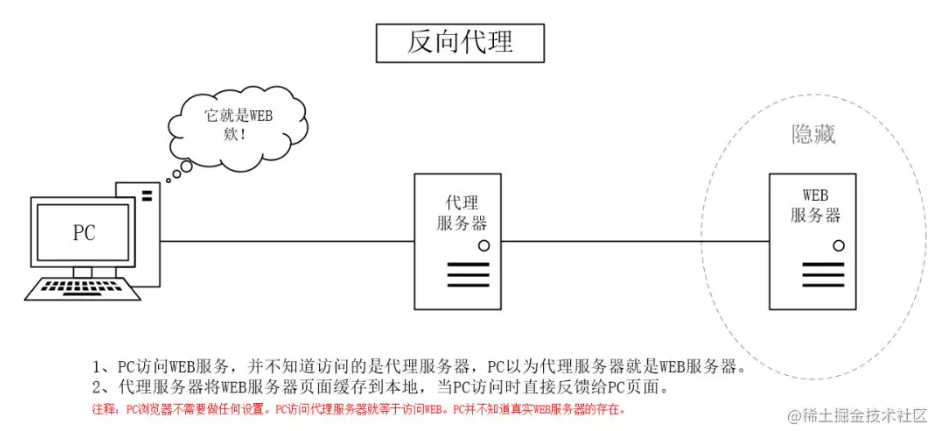 反向代理
它就是WEB
欸！
隐藏
PC
代理
服务器
WEB
服务器
1、PC访问WEB服务，并不知道访问的是代理服务器，PC以为代理服务器就是WEB服务器。
2、代理服务器将WEB服务器页面缓存到本地，当PC访问时直接反馈给PC页面。
注释：PC浏览器不需要做任何设置。PC访问代理服务器就等于访问WEB。PC并不知道真实WEB服务器的存在。
@稀土掘金技术社区